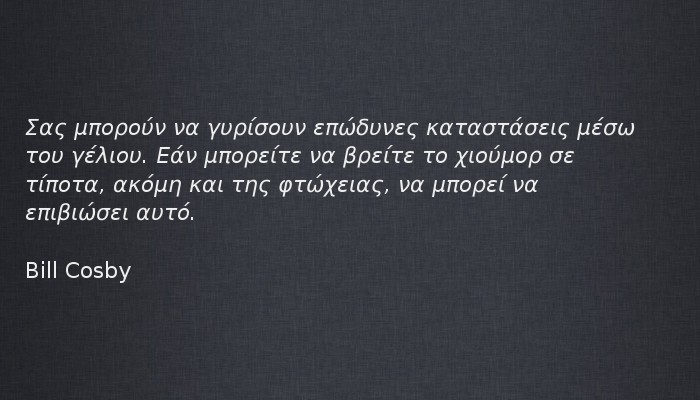 Σας μπορούν να γυρίσουν επώδυνες καταστάσεις μέσω
του γέλιου. Εάν μπορείτε να βρείτε το χιούμορ σε
τίποτα, ακόμη και της φτώχειας, να μπορεί να
επιβιώσει αυτό.
Bill Cosby